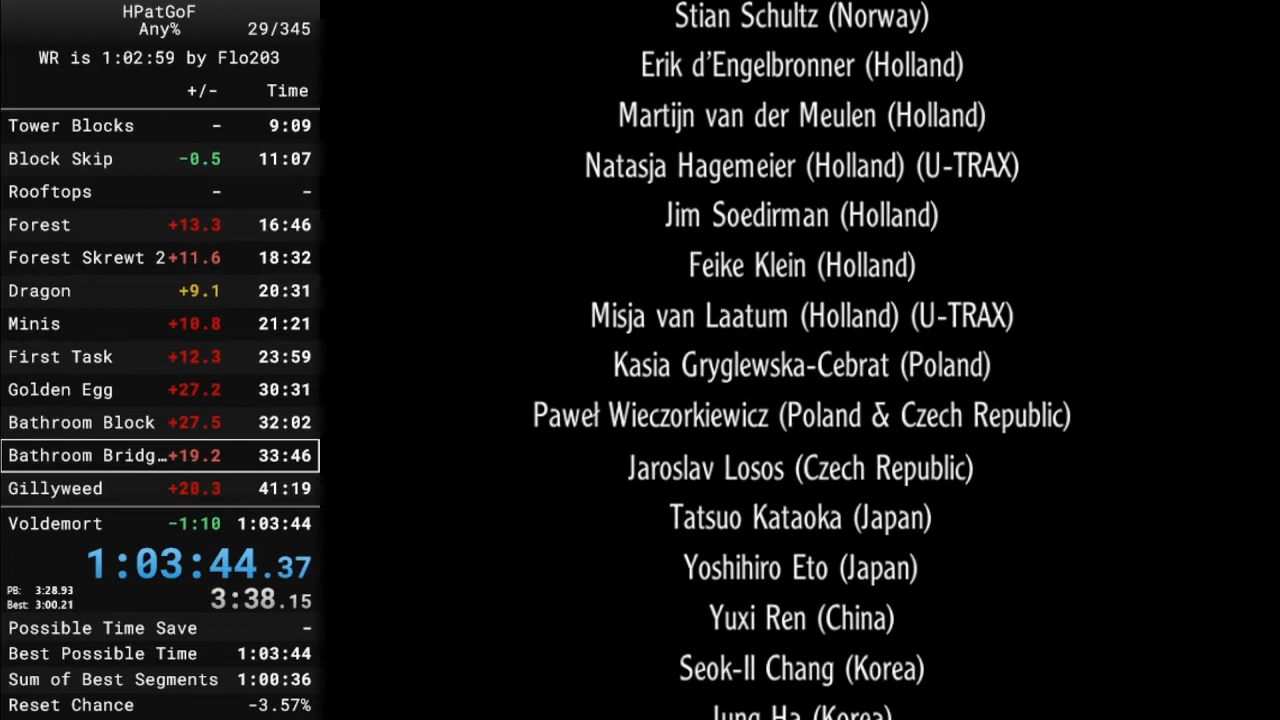 HPatGoF
Any% 29/345
WR is 1:02:59 by Flo203
+/- Time
Tower Blocks - 9:09
Block Skip -0.5 11:07
Rooftops - -
Forest +13.3 16:46
Forest Skrewt 2 +11.6 18:32
Dragon +9.1 20:31
Minis +10.8 21:21
First Task +12.3 23:59
Golden Egg +27.2 30:31
Bathroom Block +27.5 32:02
Bathroom Bridg… +19.2 33:46
Gillyweed +20.3 41:19
Voldemort -1:10 1:03:44
1:03:44.37
PB: 3:28.93
Best: 3:00.21
3:38.15
Possible Time Save -
Best Possible Time 1:03:44
Sum of Best Segments 1:00:36
Reset Chance -3.57%
Stian Schultz (Norway)
Erik d'Engelbronner (Holland)
Martijn van der Meulen (Holland)
Natasja Hagemeier (Holland) (U-TRAX)
Jim Soedirman (Holland)
Feike Klein (Holland)
Misja van Laatum (Holland) (U-TRAX)
Kasia Gryglewska-Cebrat (Poland)
Paweł Wieczorkiewicz (Poland & Czech Republic)
Jaroslav Losos (Czech Republic)
Tatsuo Kataoka (Japan)
Yoshihiro Eto (Japan)
Yuxi Ren (China)
Seok-Il Chang (Korea)
Jung Ha (Korea)